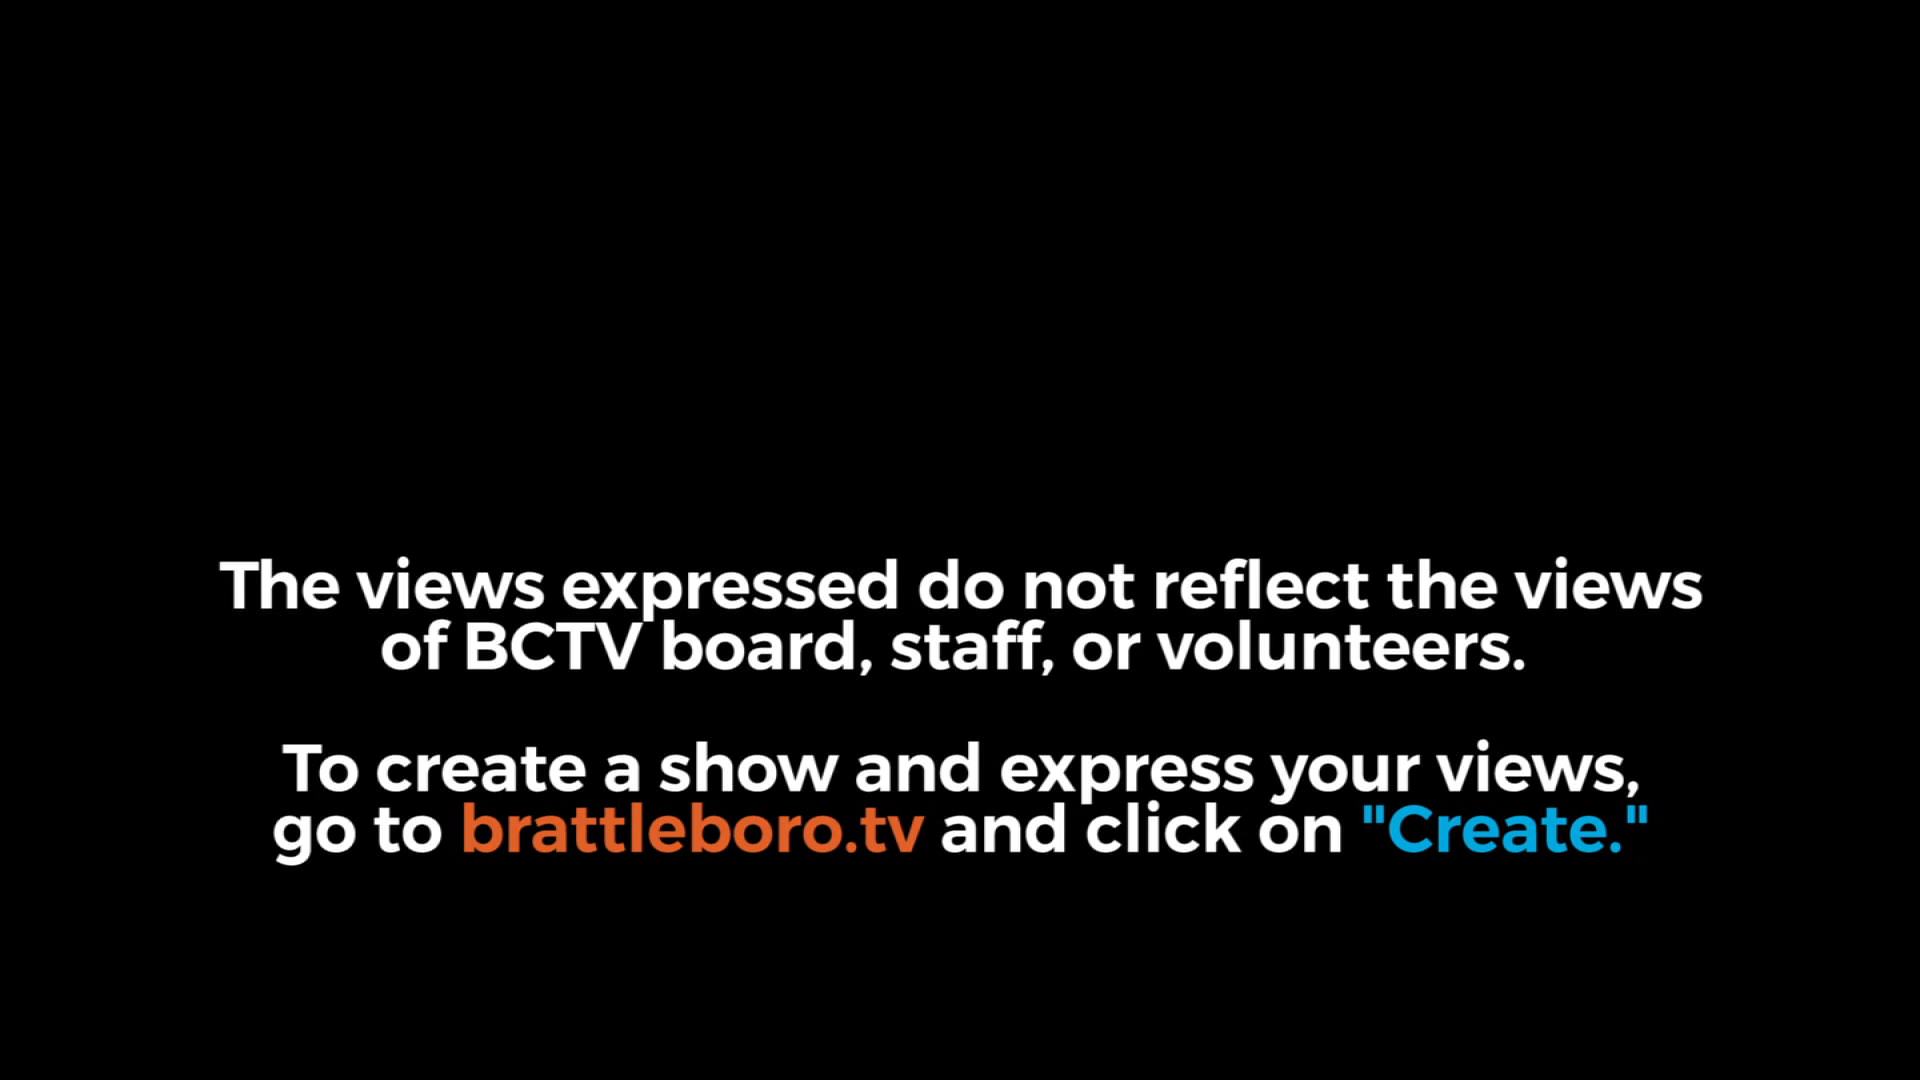 The views expressed do not reflect the views
of BCTV board, staff, or volunteers.
To create a show and express your views,
go to brattleboro.tv and click on "Create."